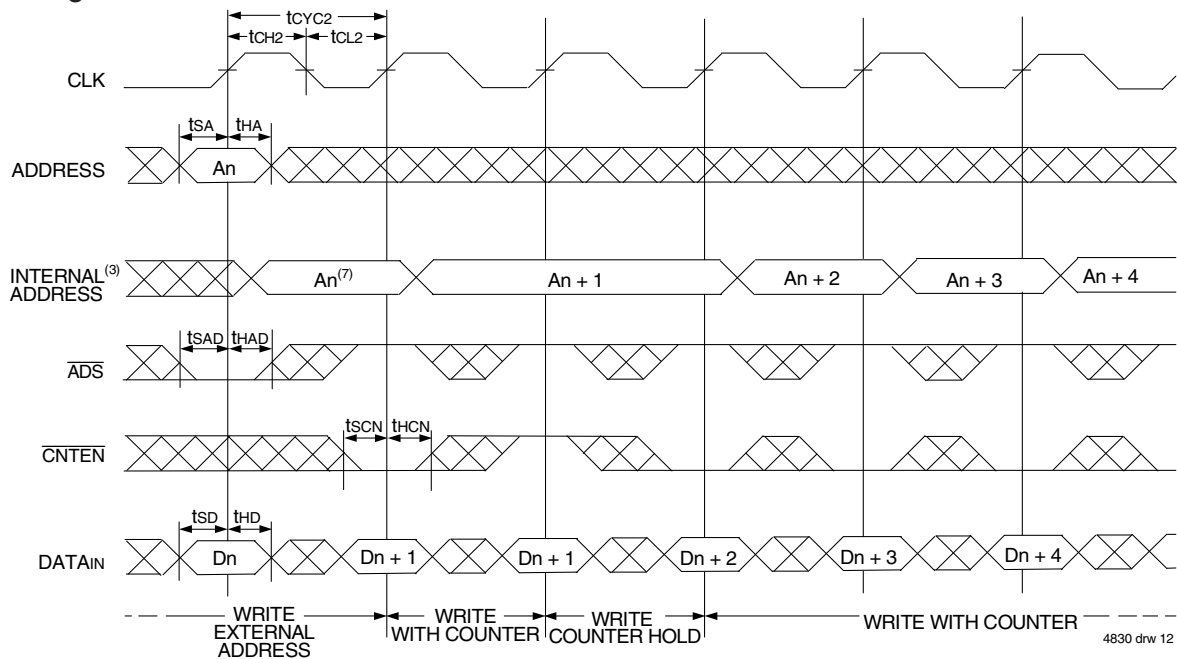 tCYC2
tCH2 tCL2
CLK
tSA tHA
ADDRESS An
INTERNAL(3)
ADDRESS
An(7) An + 1 An + 2 An + 3 An + 4
tSAD tHAD
ADS
tSCN tHCN
CNTEN
tSD tHD
DATAIN Dn Dn + 1 Dn + 1 Dn + 2 Dn + 3 Dn + 4
WRITE
EXTERNAL
ADDRESS
WRITE
WITH COUNTER
WRITE
COUNTER HOLD
WRITE WITH COUNTER
4830 drw 12